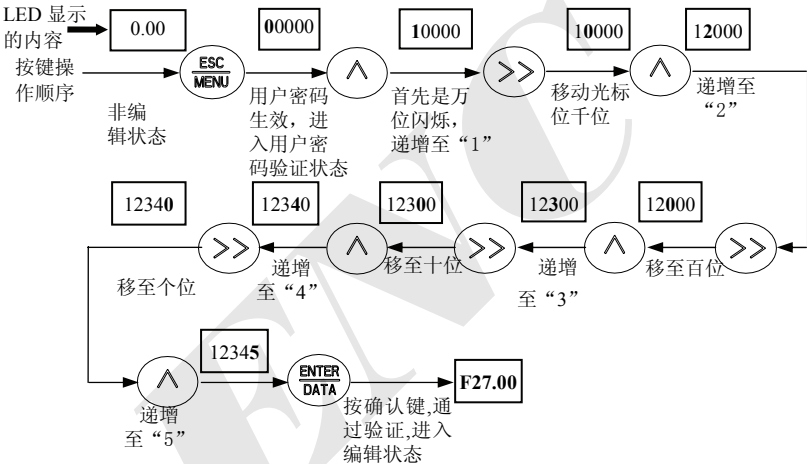 LED 显示
的内容
0.00
00000
10000
10000
12000
按键操
作顺序
ESC
MENU
∧
>>
∧
非编
辑状态
用户密码
生效，进
入用户密
码验证状态
首先是万
位闪烁，
递增至“1”
移动光标
位千位
递增至
“2”
12340
12340
12300
12300
12000
>>
∧
>>
∧
>>
移至个位
递增
至“4”
移至十位
递增
至“3”
移至百位
12345
∧
ENTER
DATA
F27.00
递增
至“5”
按确认键,通
过验证,进入
编辑状态
ENC